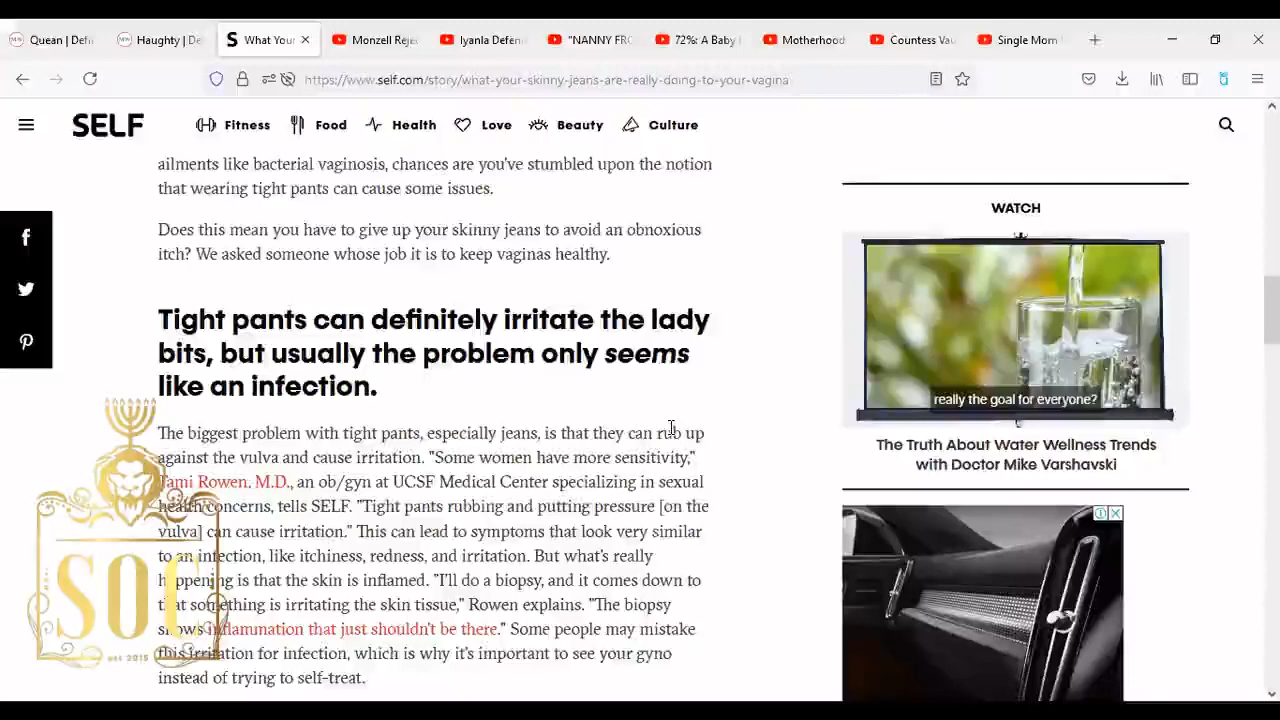 Quean | Defi
Haughty | De
S What Your
Monzell Reje
Iyanla Defen
"NANNY FRO
72%: A Baby
Motherhood
Countess Vau
Single Mom
https://www.self.com/story/what-your-skinny-jeans-are-really-doing-to-your-vagina
SELF
Fitness
Food
Health
Love
Beauty
Culture
ailments like bacterial vaginosis, chances are you've stumbled upon the notion
that wearing tight pants can cause some issues.
Does this mean you have to give up your skinny jeans to avoid an obnoxious
itch? We asked someone whose job it is to keep vaginas healthy.
Tight pants can definitely irritate the lady
bits, but usually the problem only seems
like an infection.
The biggest problem with tight pants, especially jeans, is that they can rub up
against the vulva and cause irritation. "Some women have more sensitivity,"
Tami Rowen, M.D., an ob/gyn at UCSF Medical Center specializing in sexual
health concerns, tells SELF. "Tight pants rubbing and putting pressure [on the
vulva] can cause irritation." This can lead to symptoms that look very similar
to an infection, like itchiness, redness, and irritation. But what's really
happening is that the skin is inflamed. "I'll do a biopsy, and it comes down to
that something is irritating the skin tissue," Rowen explains. "The biopsy
shows inflammation that just shouldn't be there." Some people may mistake
this irritation for infection, which is why it's important to see your gyno
instead of trying to self-treat.
SOC
EST 2015
WATCH
really the goal for everyone?
The Truth About Water Wellness Trends
with Doctor Mike Varshavski